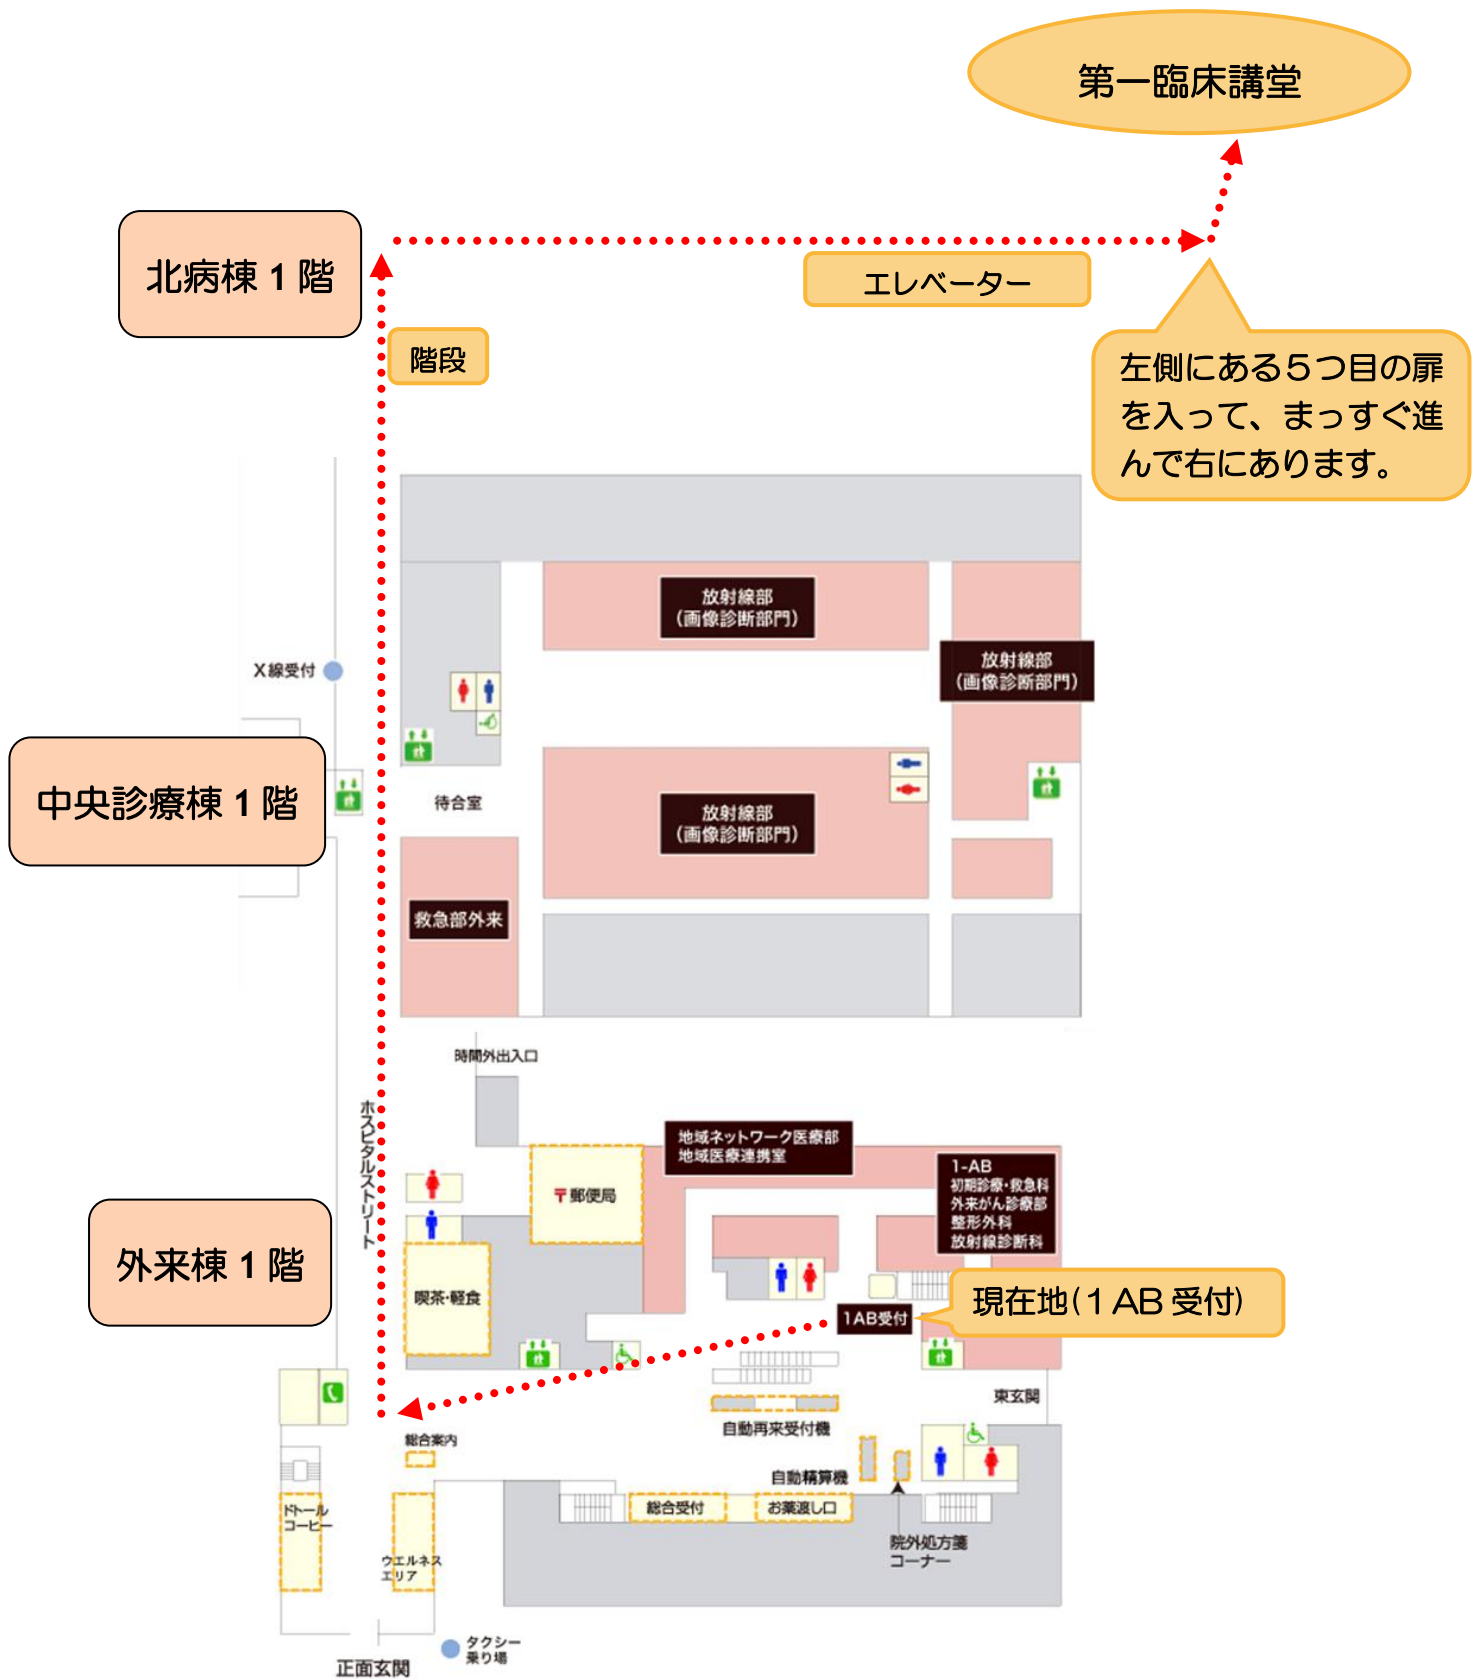 第一臨床講堂
北病棟 1 階
エレベーター
階段
左側にある５つ目の扉
を入って、まっすぐ進
んで右にあります。
放射線部
(画像診断部門)
X線受付
放射線部
(画像診断部門)
中央診療棟 1 階
待合室
放射線部
(画像診断部門)
救急部外来
時間外出入口
ホスピタルストリート
地域ネットワーク医療部
地域医療連携室
1-AB
初期診療・救急科
外来がん診療部
整形外科
放射線診断科
〒郵便局
外来棟 1 階
喫茶・軽食
現在地(１AB 受付)
1AB受付
東玄関
自動再来受付機
総合案内
自動精算機
ドトール
コーヒー
総合受付
お薬渡し口
院外処方箋
コーナー
ウエルネス
エリア
タクシー
乗り場
正面玄関